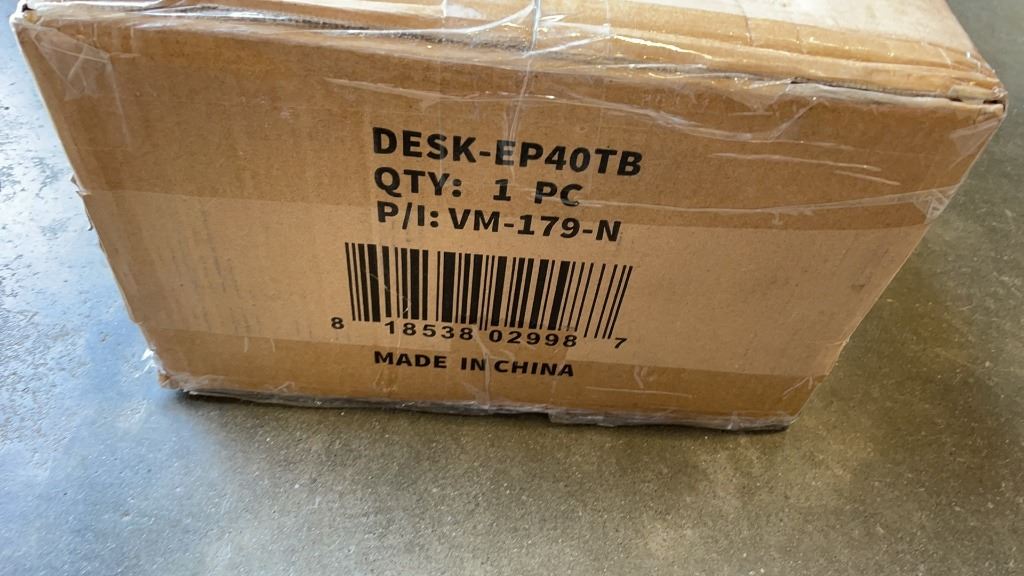 DESK-EP40TB
QTY: 1 PC
P/I: VM-179-N
8 18538 02998 7
MADE IN CHINA